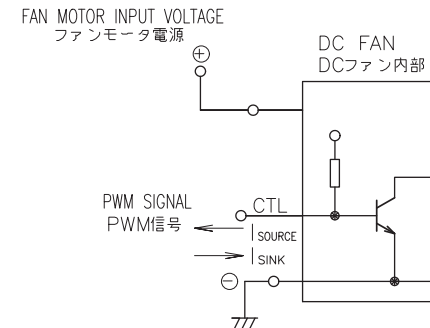 FAN MOTOR INPUT VOLTAGE
ファンモータ電源
DC FAN
DCファン内部
PWM SIGNAL
PWM信号
CTL
I SOURCE
I SINK